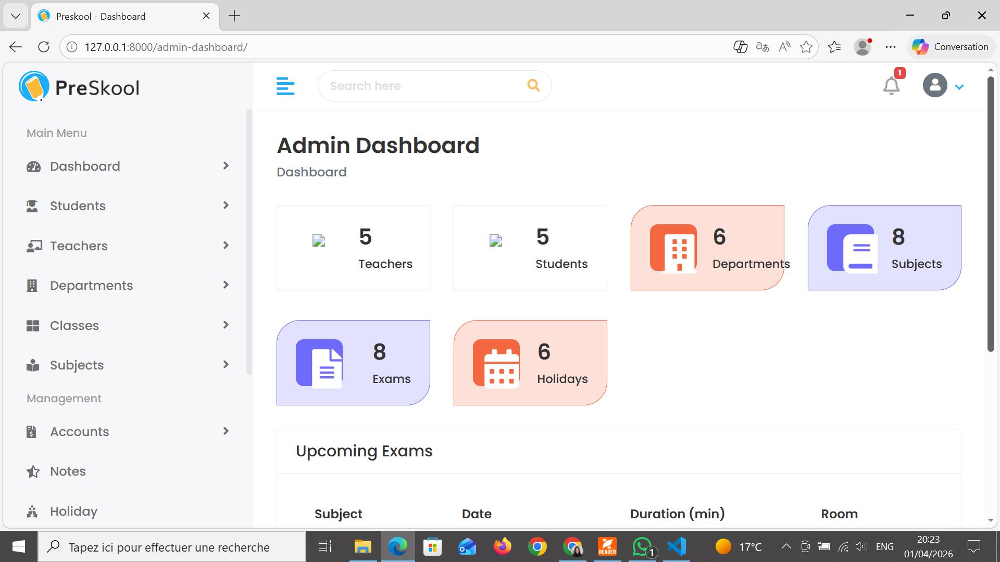 Preskool - Dashboard
127.0.0.1:8000/admin-dashboard/
Conversation
PreSkool
Search here
1
Main Menu
Dashboard
Students
Teachers
Departments
Classes
Subjects
Management
Accounts
Notes
Holiday
Admin Dashboard
Dashboard
5
Teachers
5
Students
6
Departments
8
Subjects
8
Exams
6
Holidays
Upcoming Exams
Subject Date Duration (min) Room
Tapez ici pour effectuer une recherche
READER
1
17°C
ENG
20:23
01/04/2026